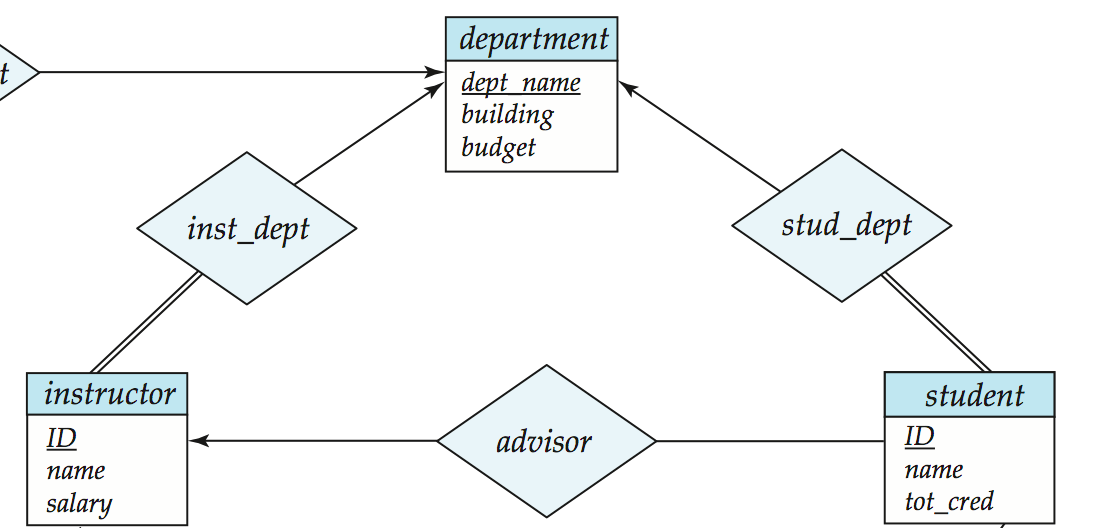 department
t
dept_name
building
budget
inst_dept
stud_dept
instructor
ID
name
salary
advisor
student
ID
name
tot_cred